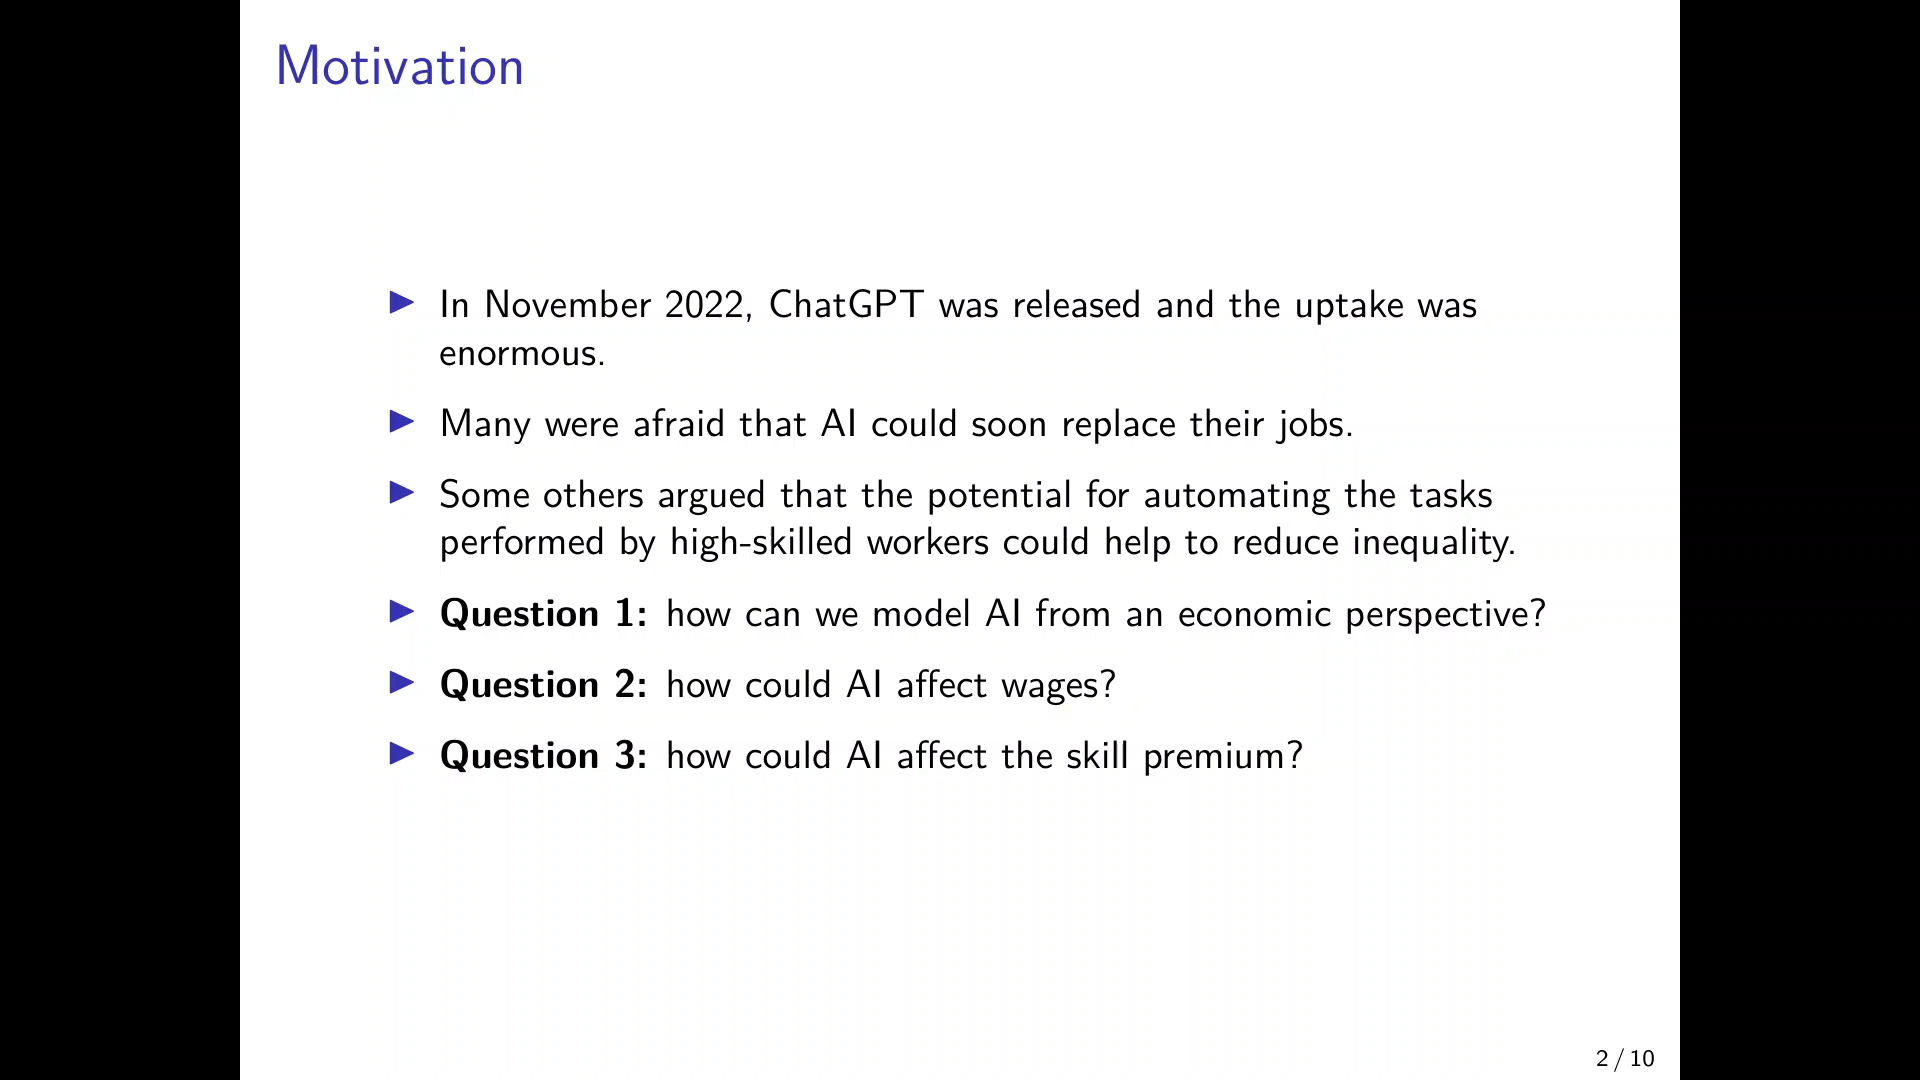 Motivation
In November 2022, ChatGPT was released and the uptake was
enormous.
Many were afraid that AI could soon replace their jobs.
Some others argued that the potential for automating the tasks
performed by high-skilled workers could help to reduce inequality.
Question 1: how can we model AI from an economic perspective?
Question 2: how could AI affect wages?
Question 3: how could AI affect the skill premium?
2 / 10